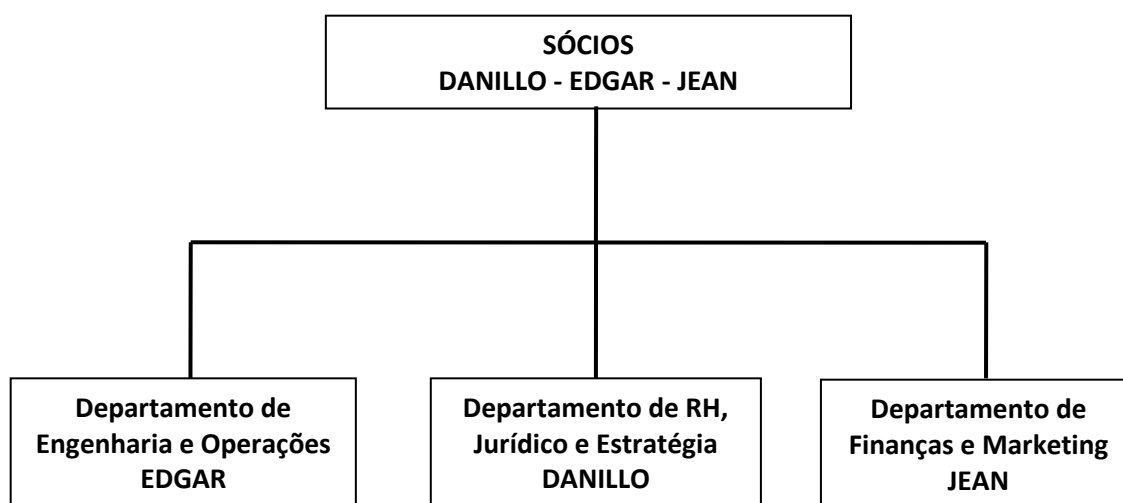 SÓCIOS
DANILLO - EDGAR - JEAN
Departamento de
Engenharia e Operações
EDGAR
Departamento de RH,
Jurídico e Estratégia
DANILLO
Departamento de
Finanças e Marketing
JEAN